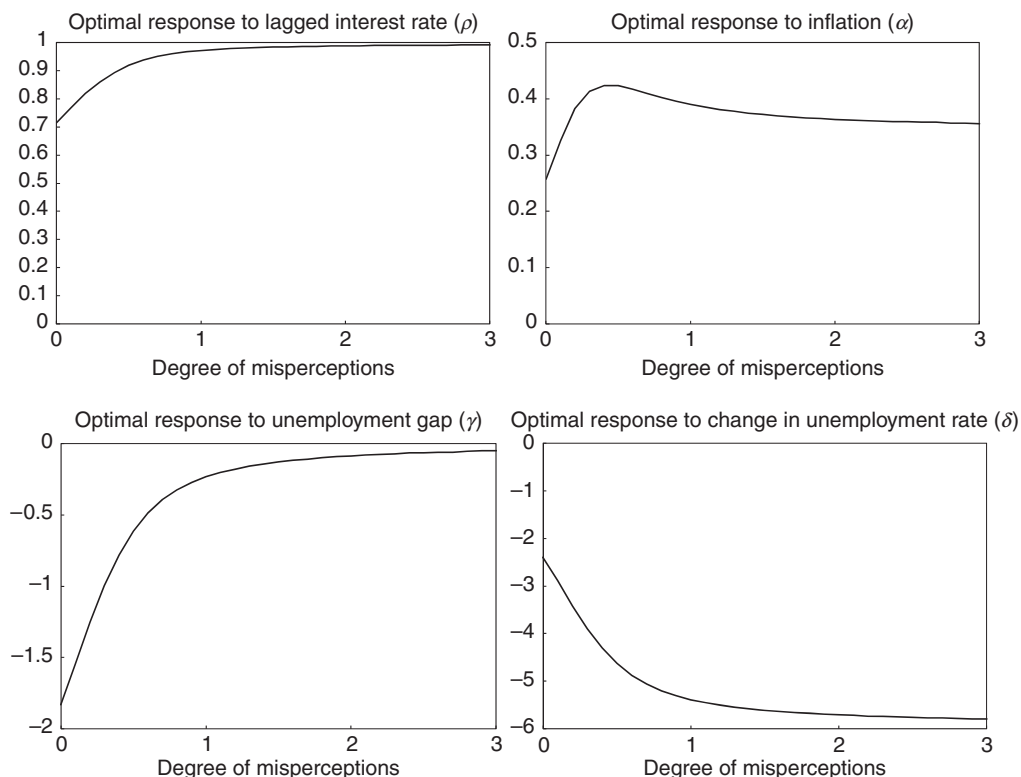 Optimal response to lagged interest rate (ρ)
1
0.9
0.8
0.7
0.6
0.5
0.4
0.3
0.2
0.1
0
0 1 2 3
Degree of misperceptions
Optimal response to inflation (α)
0.5
0.4
0.3
0.2
0.1
0
0 1 2 3
Degree of misperceptions
Optimal response to unemployment gap (γ)
0
−0.5
−1
−1.5
−2
0 1 2 3
Degree of misperceptions
Optimal response to change in unemployment rate (δ)
0
−1
−2
−3
−4
−5
−6
0 1 2 3
Degree of misperceptions